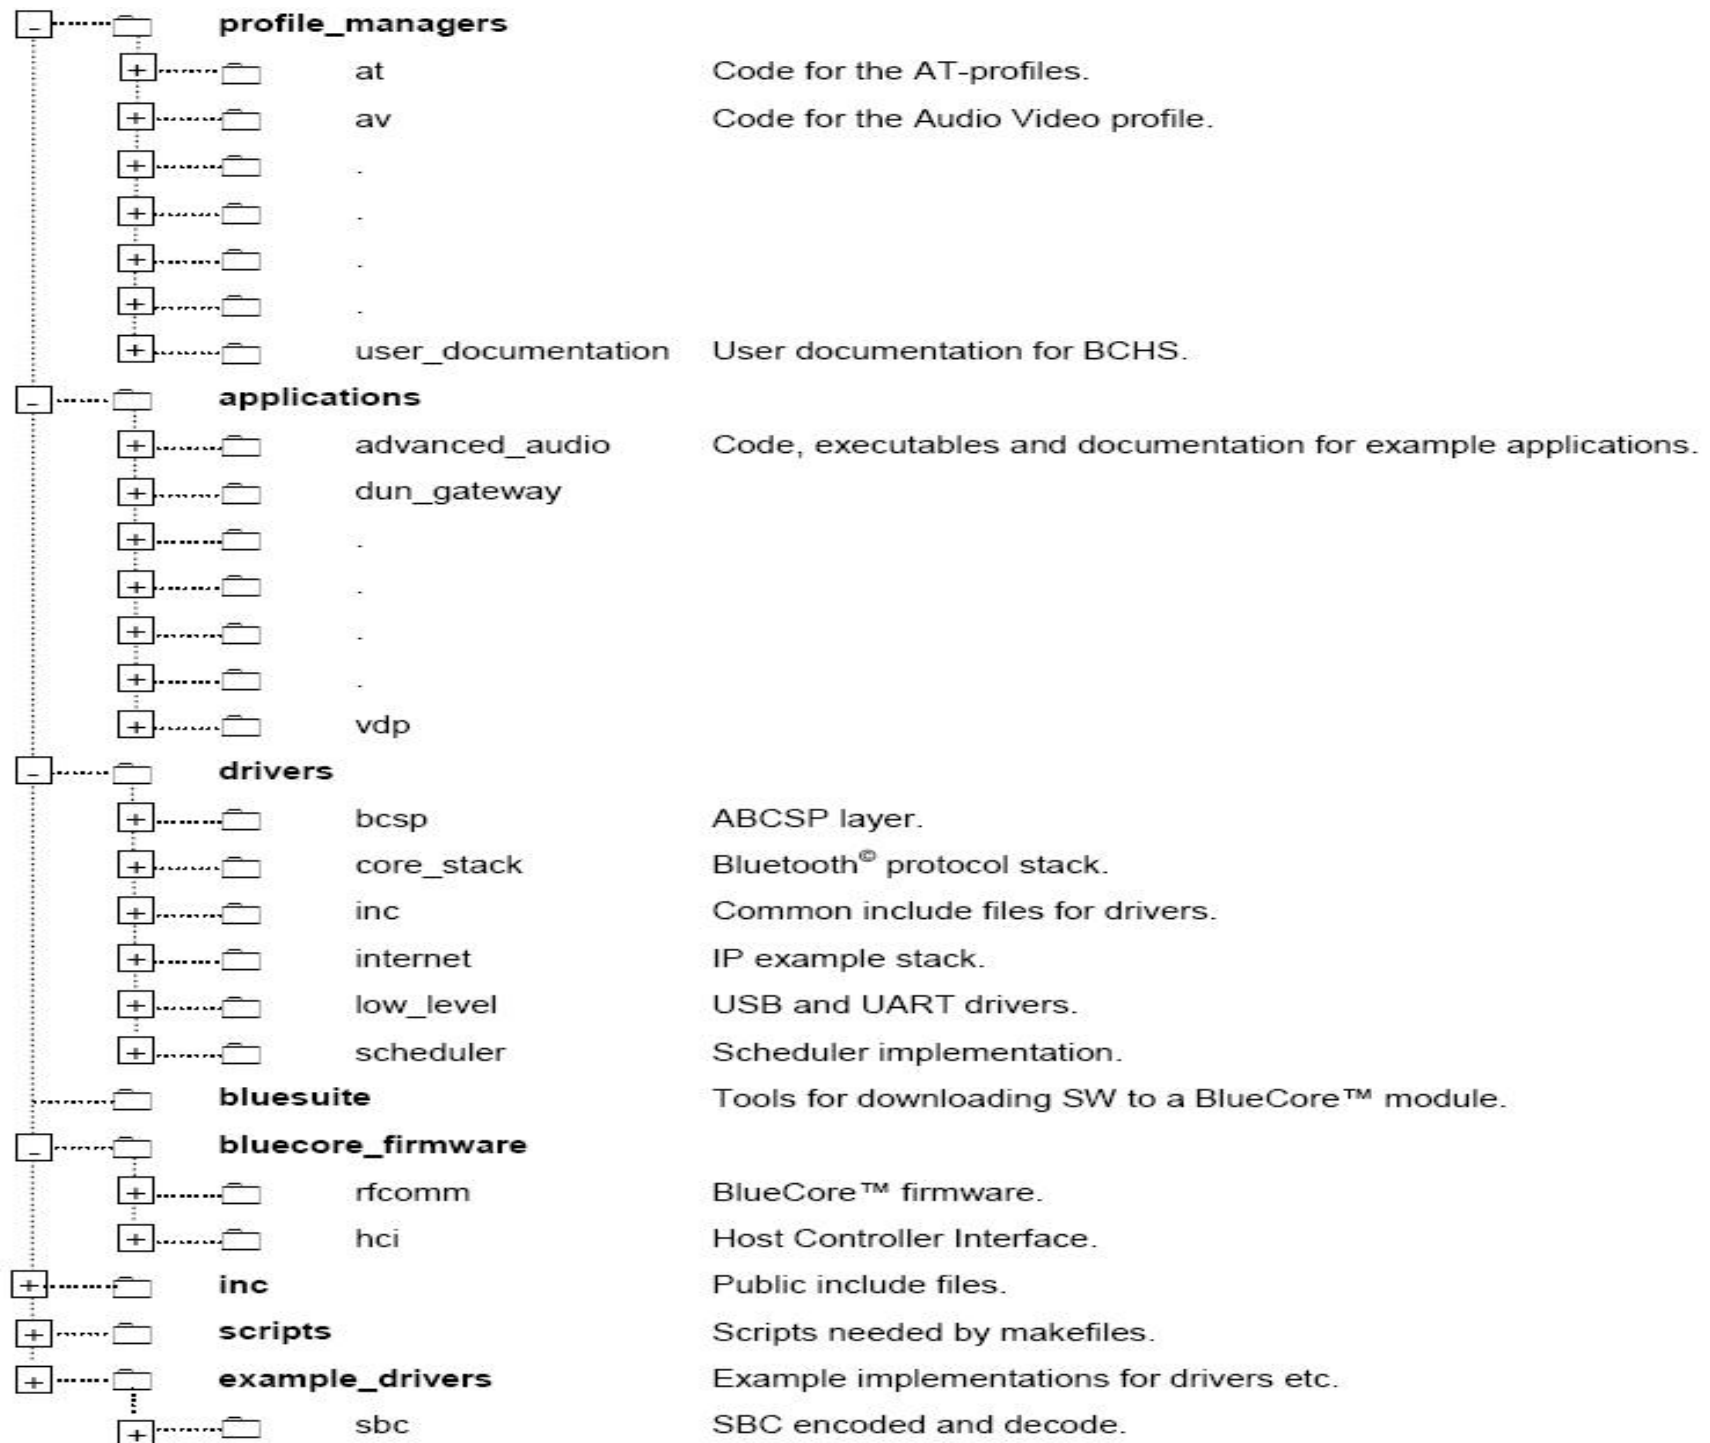 profile_managers
at Code for the AT-profiles.
av Code for the Audio Video profile.
.
.
.
.
user_documentation User documentation for BCHS.
applications
advanced_audio Code, executables and documentation for example applications.
dun_gateway
.
.
.
.
vdp
drivers
bcsp ABCSP layer.
core_stack Bluetooth© protocol stack.
inc Common include files for drivers.
internet IP example stack.
low_level USB and UART drivers.
scheduler Scheduler implementation.
bluesuite Tools for downloading SW to a BlueCore™ module.
bluecore_firmware
rfcomm BlueCore™ firmware.
hci Host Controller Interface.
inc Public include files.
scripts Scripts needed by makefiles.
example_drivers Example implementations for drivers etc.
sbc SBC encoded and decode.